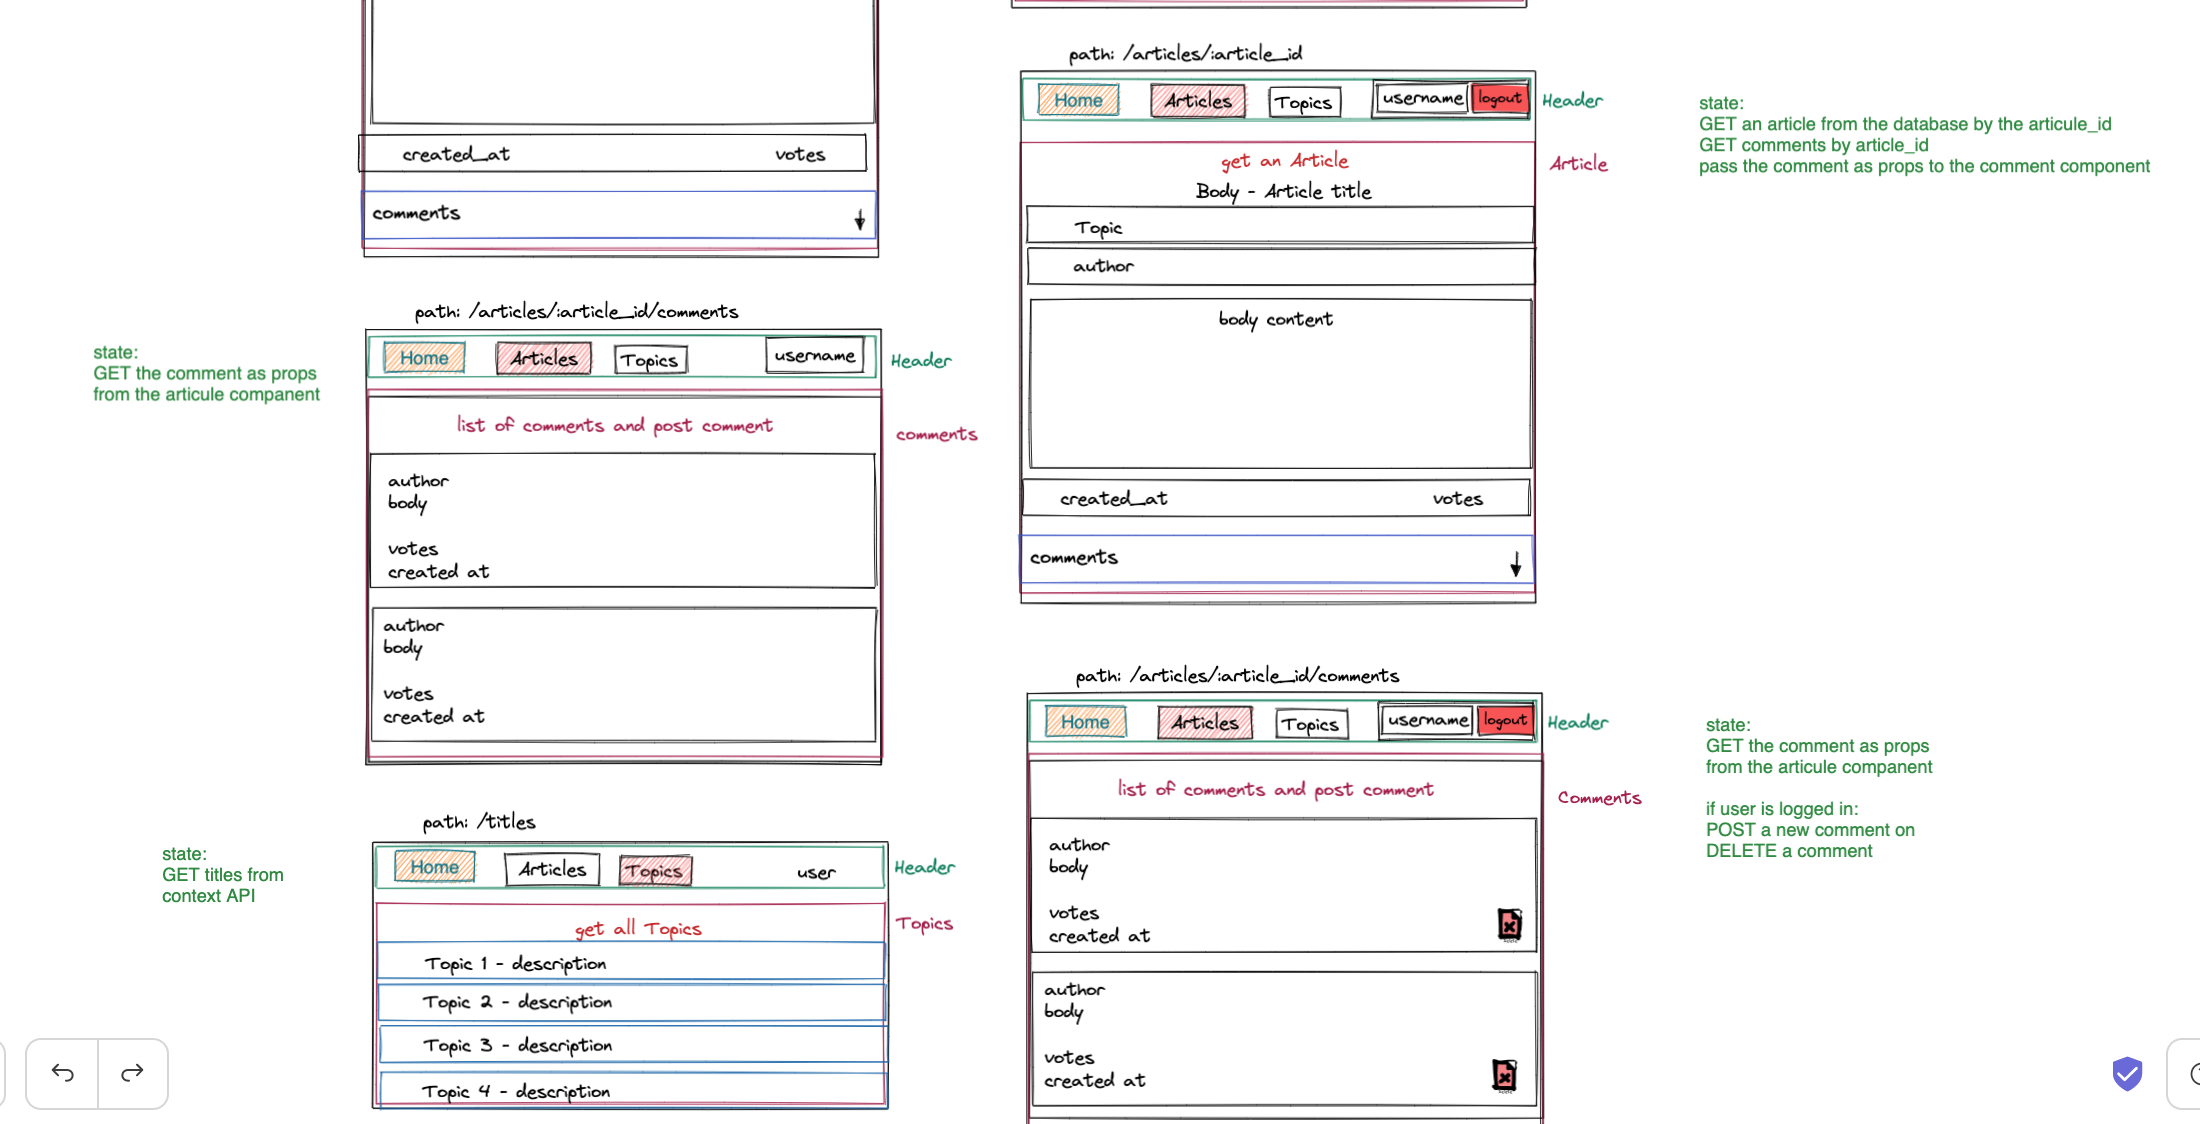 created_at votes
comments
path: /articles/:article_id/comments
state:
GET the comment as props
from the articule companent
Home Articles Topics username
Header
list of comments and post comment
comments
author
body
votes
created at
author
body
votes
created at
path: /titles
state:
GET titles from
context API
Home Articles Topics user
Header
get all Topics
Topics
Topic 1 - description
Topic 2 - description
Topic 3 - description
Topic 4 - description
path: /articles/:article_id
Home Articles Topics username logout
Header
state:
GET an article from the database by the articule_id
GET comments by article_id
pass the comment as props to the comment component
get an Article
Article
Body - Article title
Topic
author
body content
created_at votes
comments
path: /articles/:article_id/comments
Home Articles Topics username logout
Header
state:
GET the comment as props
from the articule companent
if user is logged in:
POST a new comment on
DELETE a comment
list of comments and post comment
Comments
author
body
votes
created at
author
body
votes
created at